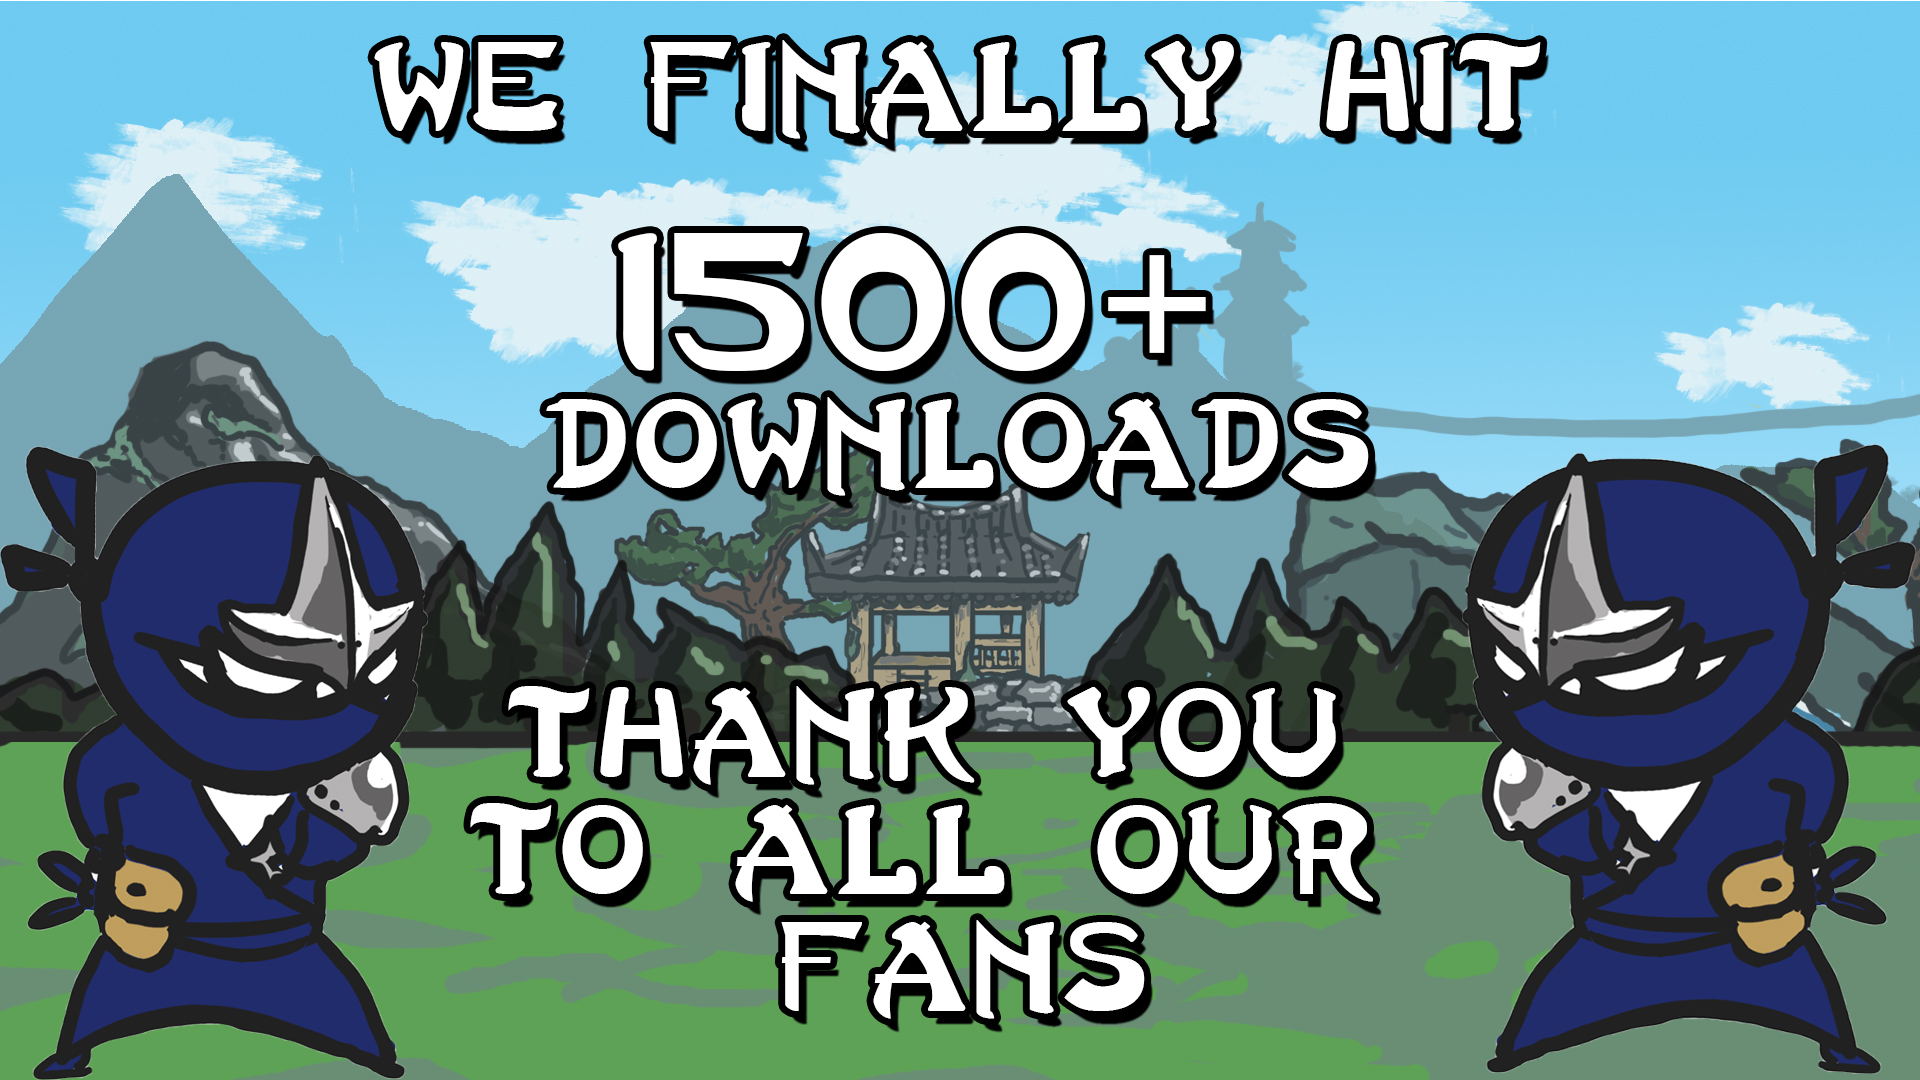 WE FINALLY HIT
1500+
DOWNLOADS
THANK YOU
TO ALL OUR
FANS